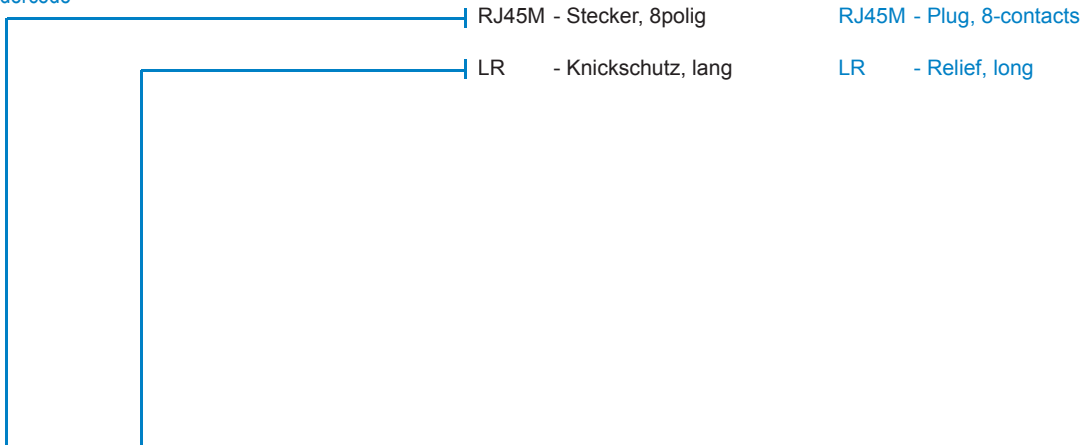 RJ45M - Stecker, 8polig RJ45M - Plug, 8-contacts
LR - Knickschutz, lang LR - Relief, long